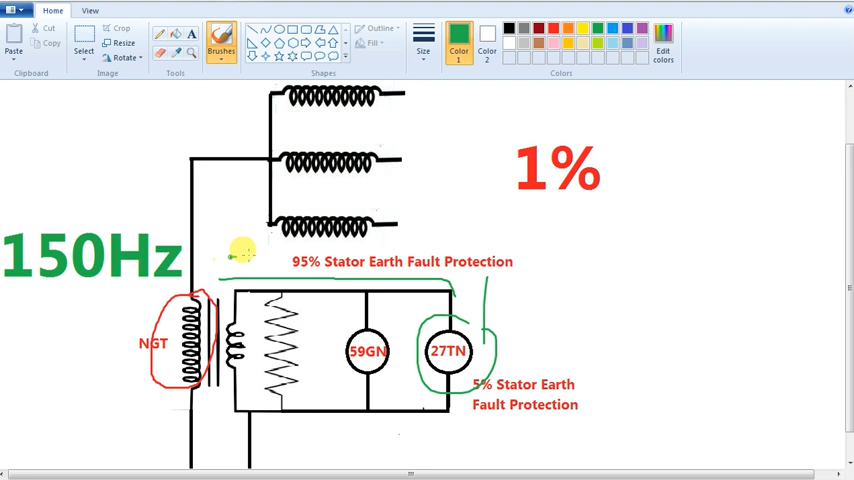 Home View
Paste
Cut
Copy
Clipboard
Select
Crop
Resize
Rotate
Image
A
Tools
Brushes
Outline
Fill
Shapes
Size
Color
1
Color
2
Edit
colors
Colors
1%
150Hz
95% Stator Earth Fault Protection
NGT
59GN
27TN
5% Stator Earth
Fault Protection